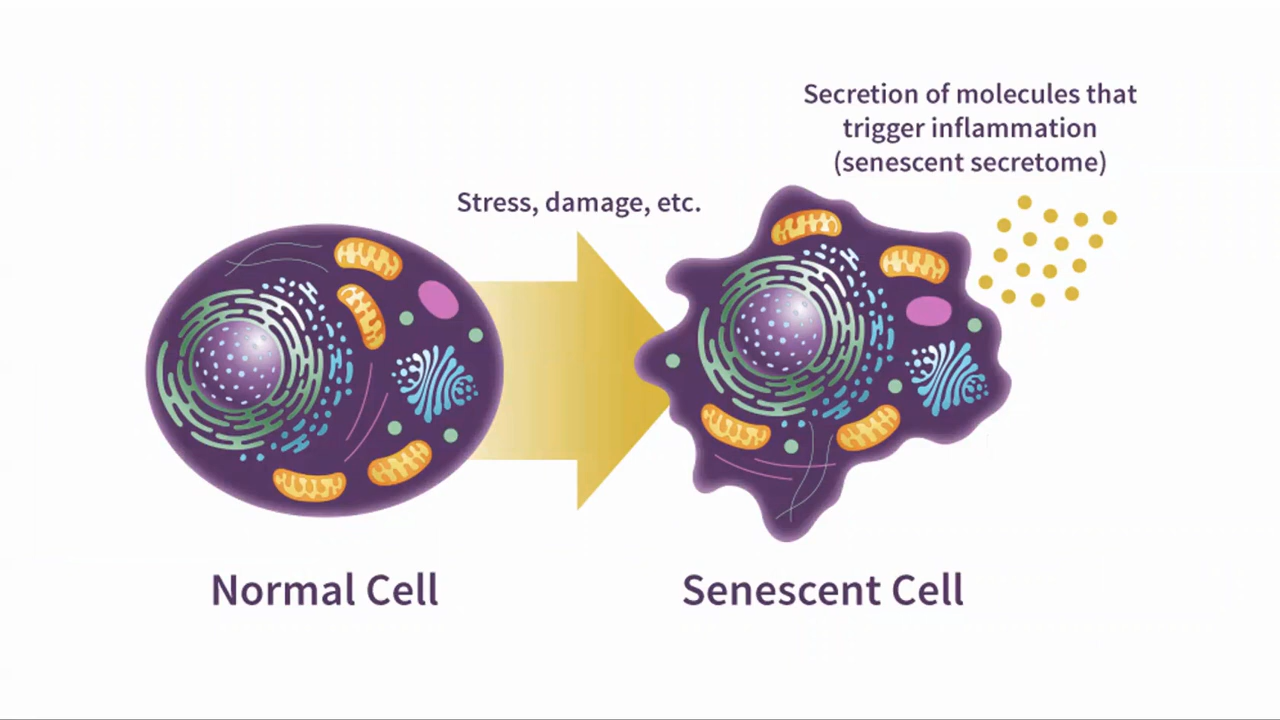 Secretion of molecules that
trigger inflammation
(senescent secretome)
Stress, damage, etc.
Normal Cell
Senescent Cell